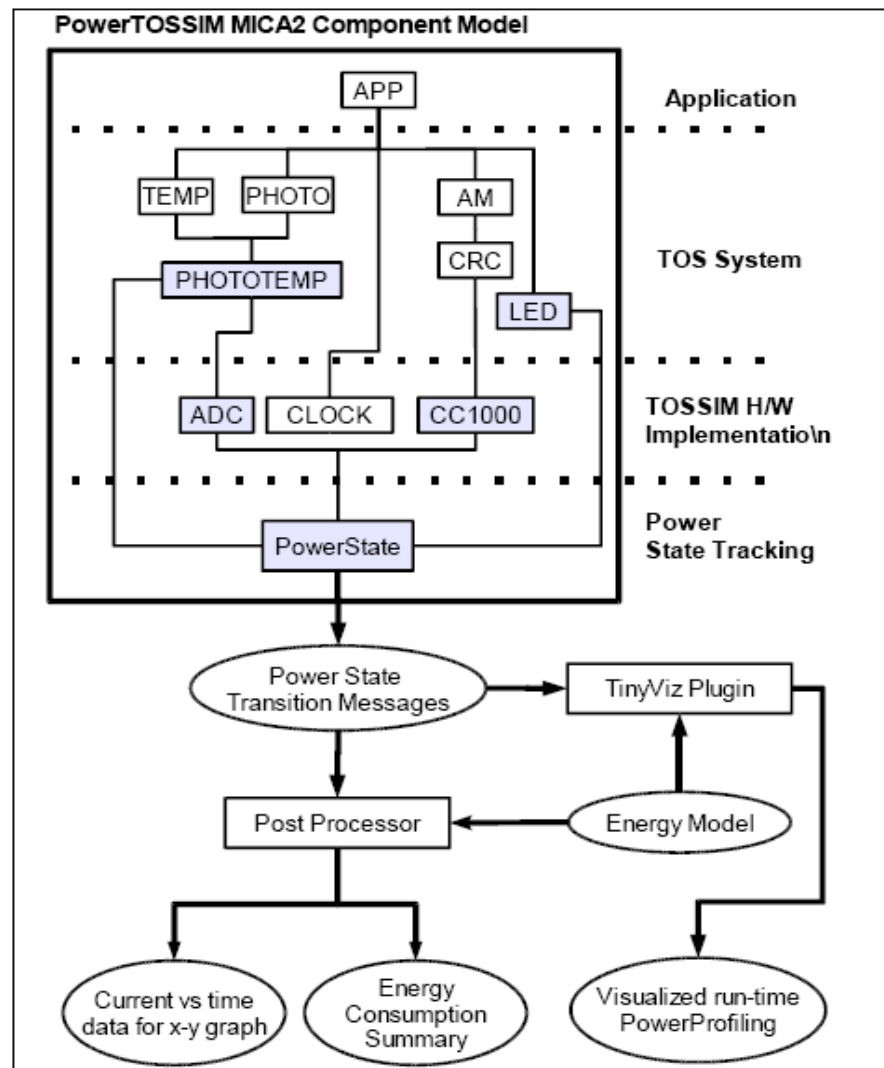 PowerTOSSIM MICA2 Component Model
APP
Application
TEMP
PHOTO
AM
CRC
TOS System
PHOTOTEMP
LED
ADC
CLOCK
CC1000
TOSSIM H/W
Implementatio\n
PowerState
Power
State Tracking
Power State
Transition Messages
TinyViz Plugin
Post Processor
Energy Model
Current vs time
data for x-y graph
Energy
Consumption
Summary
Visualized run-time
PowerProfiling